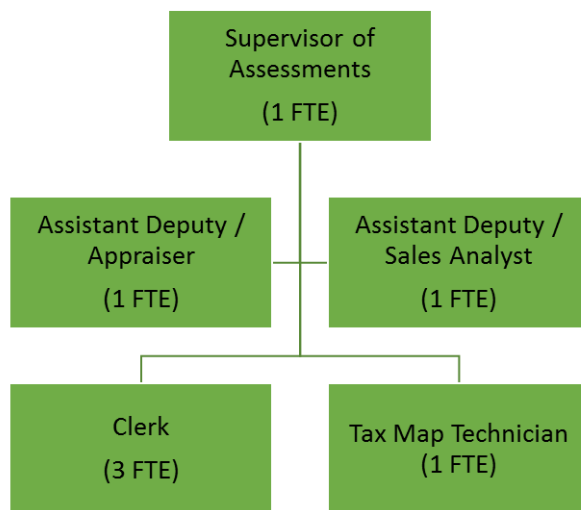 Supervisor of
Assessments
(1 FTE)
Assistant Deputy /
Appraiser
(1 FTE)
Assistant Deputy /
Sales Analyst
(1 FTE)
Clerk
(3 FTE)
Tax Map Technician
(1 FTE)